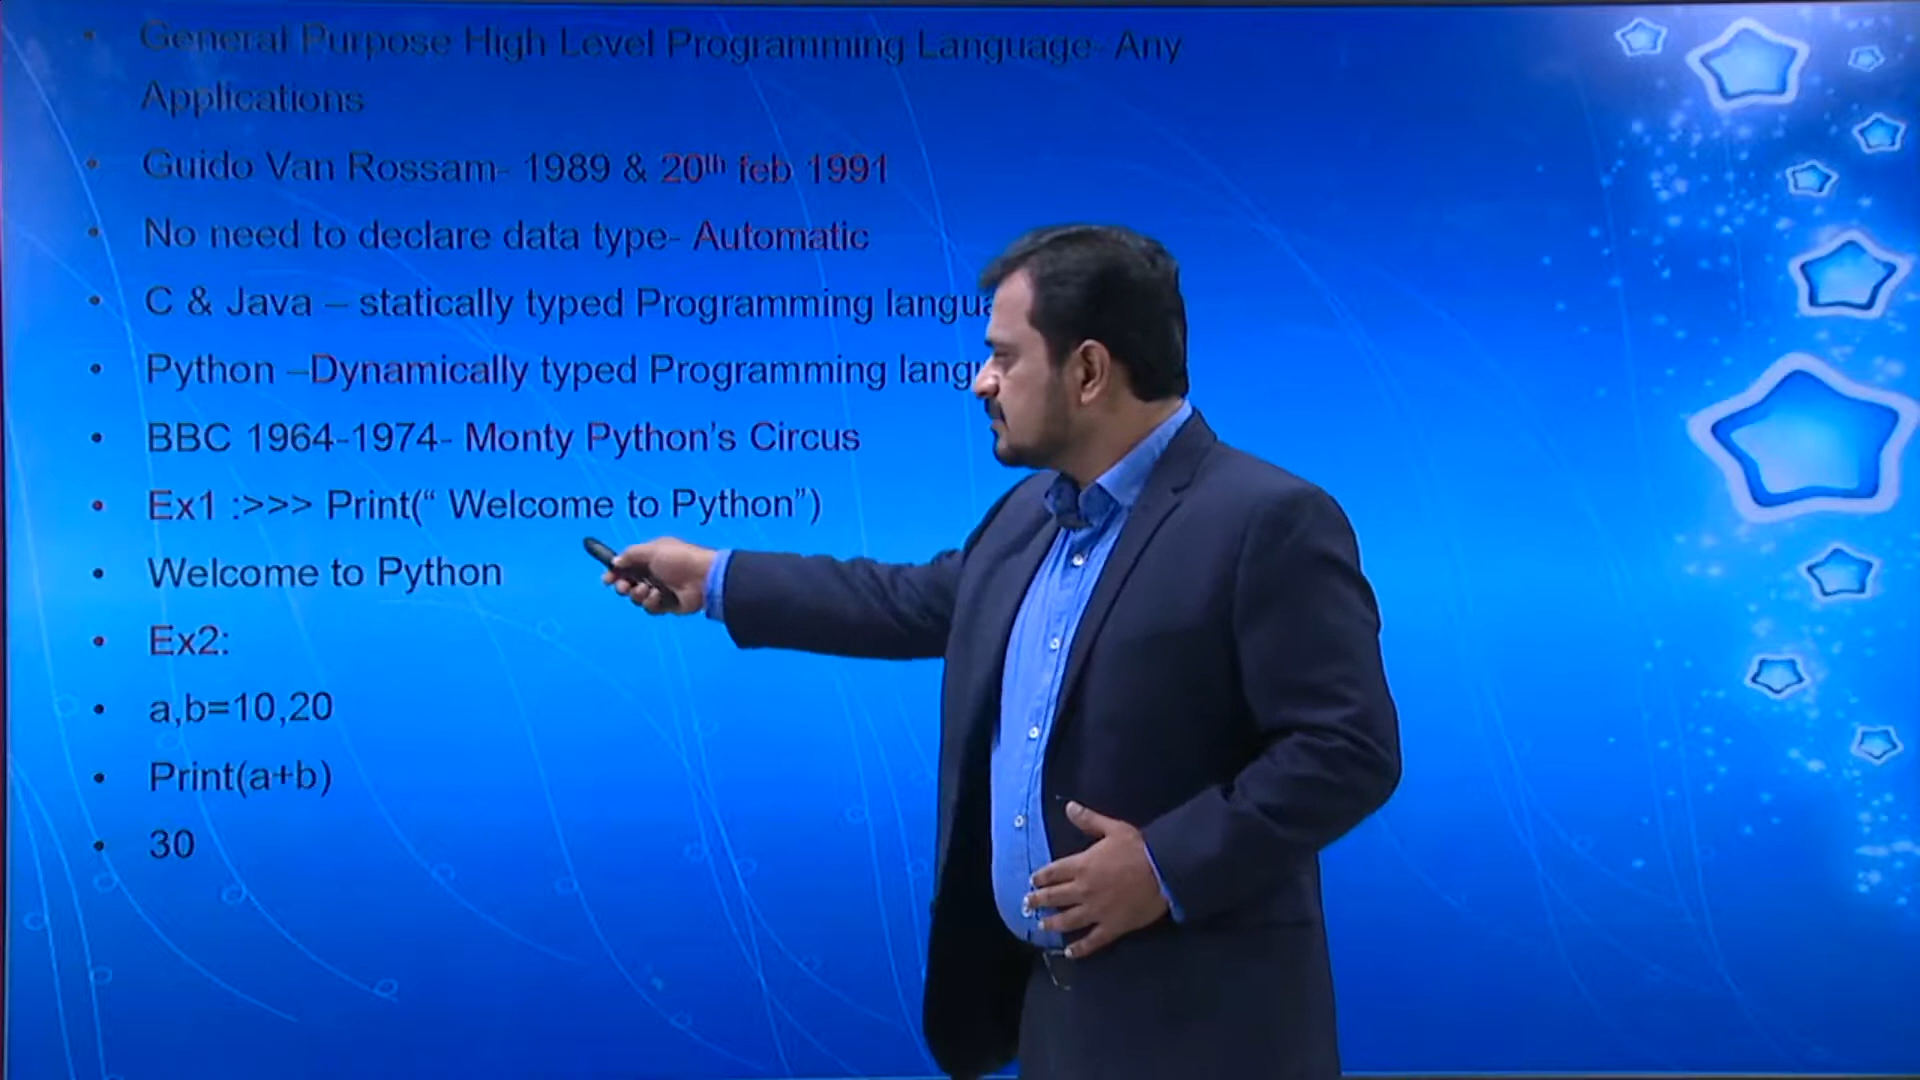 • General Purpose High Level Programming Language- Any
Applications
• Guido Van Rossam- 1989 & 20th feb 1991
• No need to declare data type- Automatic
• C & Java – statically typed Programming langua
• Python –Dynamically typed Programming langu
• BBC 1964-1974- Monty Python's Circus
• Ex1 :>>> Print(“ Welcome to Python”)
• Welcome to Python
• Ex2:
• a,b=10,20
• Print(a+b)
• 30